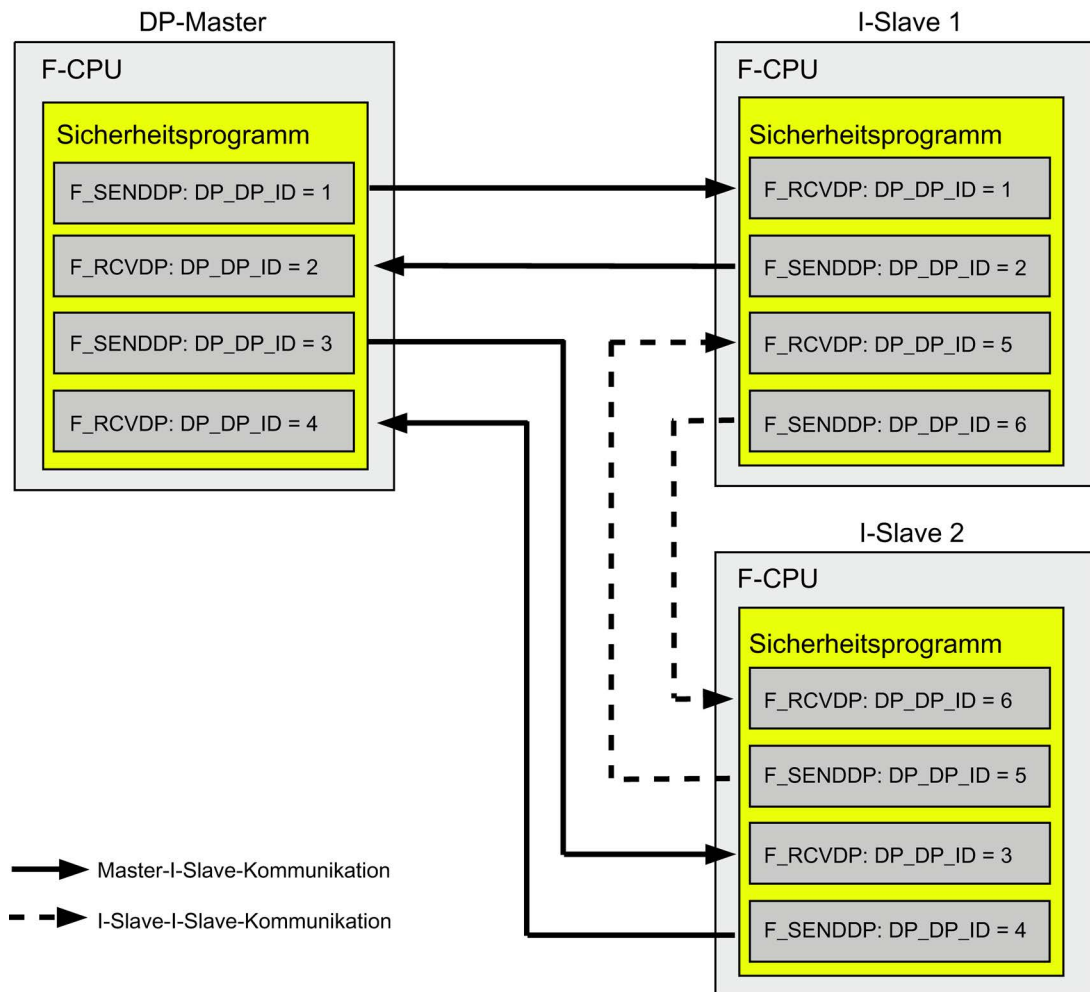 DP-Master
F-CPU
Sicherheitsprogramm
F_SENDDP: DP_DP_ID = 1
F_RCVDP: DP_DP_ID = 2
F_SENDDP: DP_DP_ID = 3
F_RCVDP: DP_DP_ID = 4
I-Slave 1
F-CPU
Sicherheitsprogramm
F_RCVDP: DP_DP_ID = 1
F_SENDDP: DP_DP_ID = 2
F_RCVDP: DP_DP_ID = 5
F_SENDDP: DP_DP_ID = 6
I-Slave 2
F-CPU
Sicherheitsprogramm
F_RCVDP: DP_DP_ID = 6
F_SENDDP: DP_DP_ID = 5
F_RCVDP: DP_DP_ID = 3
F_SENDDP: DP_DP_ID = 4
Master-I-Slave-Kommunikation
I-Slave-I-Slave-Kommunikation